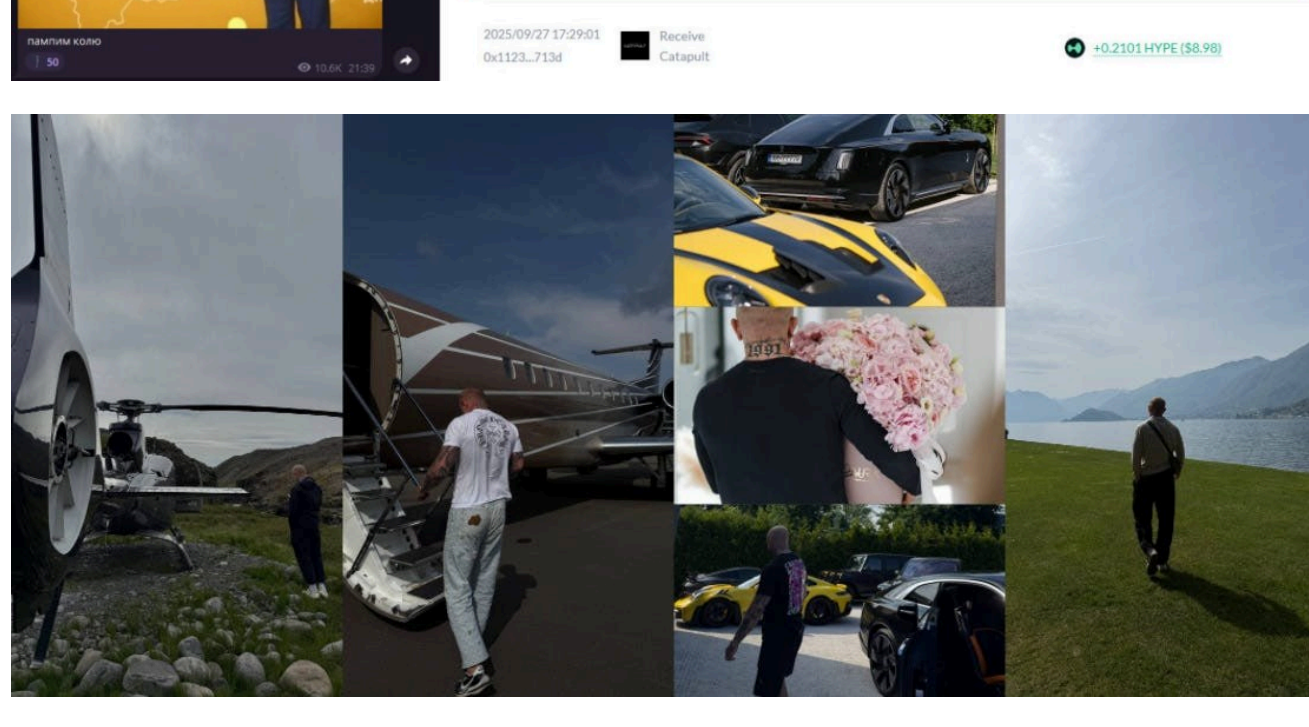 пампим колю
50
10.6K 21:39
2025/09/27 17:29:01
0x1123...713d
Receive
Catapult
+0.2101 HYPE ($8.98)
1991